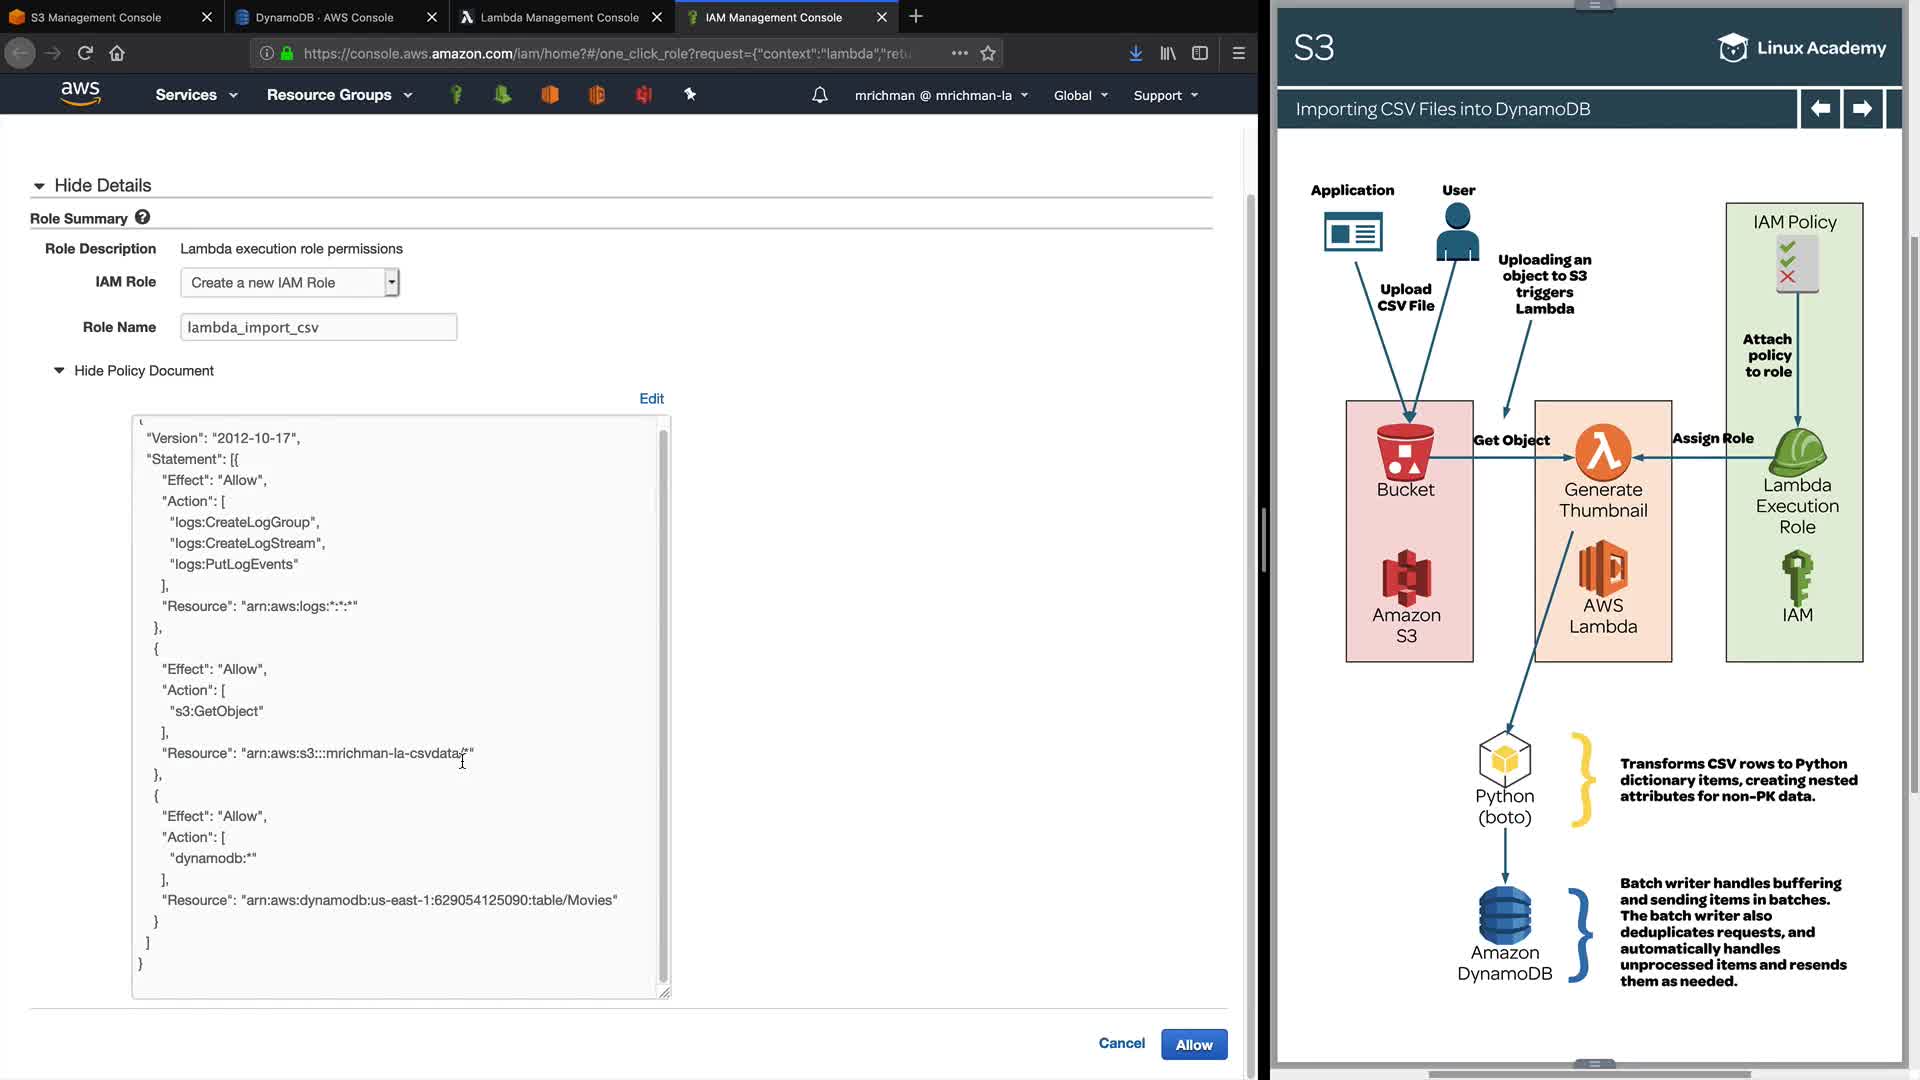 S3 Management Console
DynamoDB · AWS Console
Lambda Management Console
IAM Management Console
https://console.aws.amazon.com/iam/home?#/one_click_role?request={"context":"lambda","retu
aws
Services
Resource Groups
mrichman @ mrichman-la
Global
Support
Hide Details
Role Summary
Role Description Lambda execution role permissions
IAM Role Create a new IAM Role
Role Name lambda_import_csv
Hide Policy Document
Edit
{
"Version": "2012-10-17",
"Statement": [{
"Effect": "Allow",
"Action": [
"logs:CreateLogGroup",
"logs:CreateLogStream",
"logs:PutLogEvents"
],
"Resource": "arn:aws:logs:*:*:*"
},
{
"Effect": "Allow",
"Action": [
"s3:GetObject"
],
"Resource": "arn:aws:s3:::mrichman-la-csvdata/*"
},
{
"Effect": "Allow",
"Action": [
"dynamodb:*"
],
"Resource": "arn:aws:dynamodb:us-east-1:629054125090:table/Movies"
}
]
}
Cancel
Allow
S3
Linux Academy
Importing CSV Files into DynamoDB
Application
User
Upload
CSV File
Uploading an
object to S3
triggers
Lambda
IAM Policy
Attach
policy
to role
Get Object
Assign Role
Bucket
Generate
Thumbnail
Lambda
Execution
Role
Amazon
S3
AWS
Lambda
IAM
Python
(boto)
Transforms CSV rows to Python
dictionary items, creating nested
attributes for non-PK data.
Amazon
DynamoDB
Batch writer handles buffering
and sending items in batches.
The batch writer also
deduplicates requests, and
automatically handles
unprocessed items and resends
them as needed.